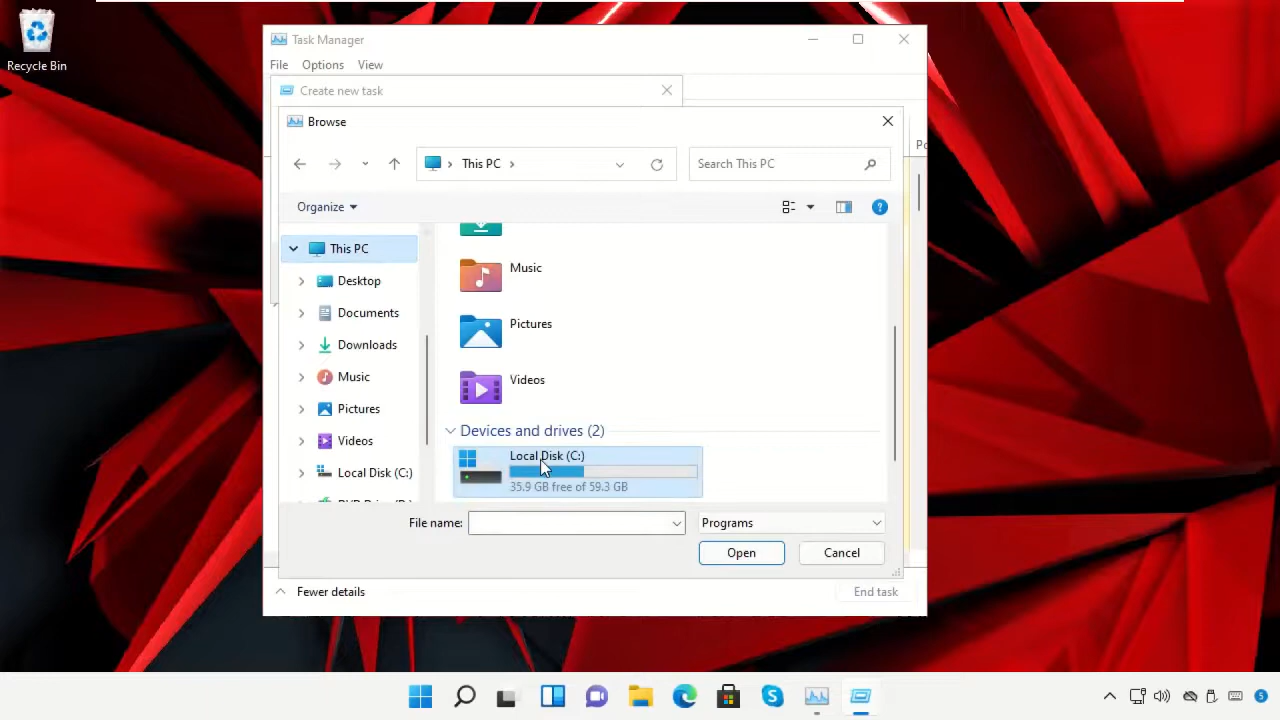 Recycle Bin
Task Manager
File Options View
Create new task
Browse
This PC
Search This PC
Organize
This PC
Desktop
Documents
Downloads
Music
Pictures
Videos
Local Disk (C:)
Music
Pictures
Videos
Devices and drives (2)
Local Disk (C:)
35.9 GB free of 59.3 GB
File name:
Programs
Open Cancel
Fewer details
End task
5